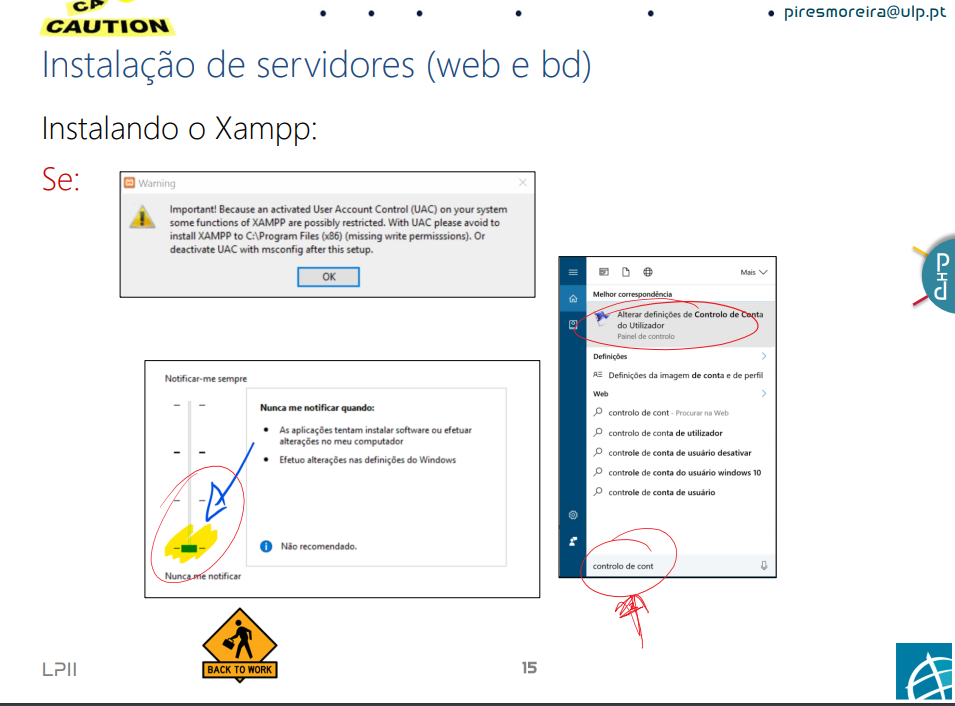 CAUTION
• piresmoreira@ulp.pt
Instalação de servidores (web e bd)
Instalando o Xampp:
Se:
Warning
Important! Because an activated User Account Control (UAC) on your system
some functions of XAMPP are possibly restricted. With UAC please avoid to
install XAMPP to C:\Program Files (x86) (missing write permisssions). Or
deactivate UAC with msconfig after this setup.
OK
Notificar-me sempre
Nunca me notificar quando:
• As aplicações tentam instalar software ou efetuar
alterações no meu computador
• Efetuo alterações nas definições do Windows
Não recomendado.
Nunca me notificar
Mais
Melhor correspondência
Alterar definições de Controlo de Conta
do Utilizador
Painel de controlo
Definições
Definições da imagem de conta e de perfil
Web
controlo de cont - Procurar na Web
controlo de conta de utilizador
controle de conta de usuário desativar
controle de conta do usuário windows 10
controle de conta de usuário
controlo de cont
PHP
LPII
BACK TO WORK
15